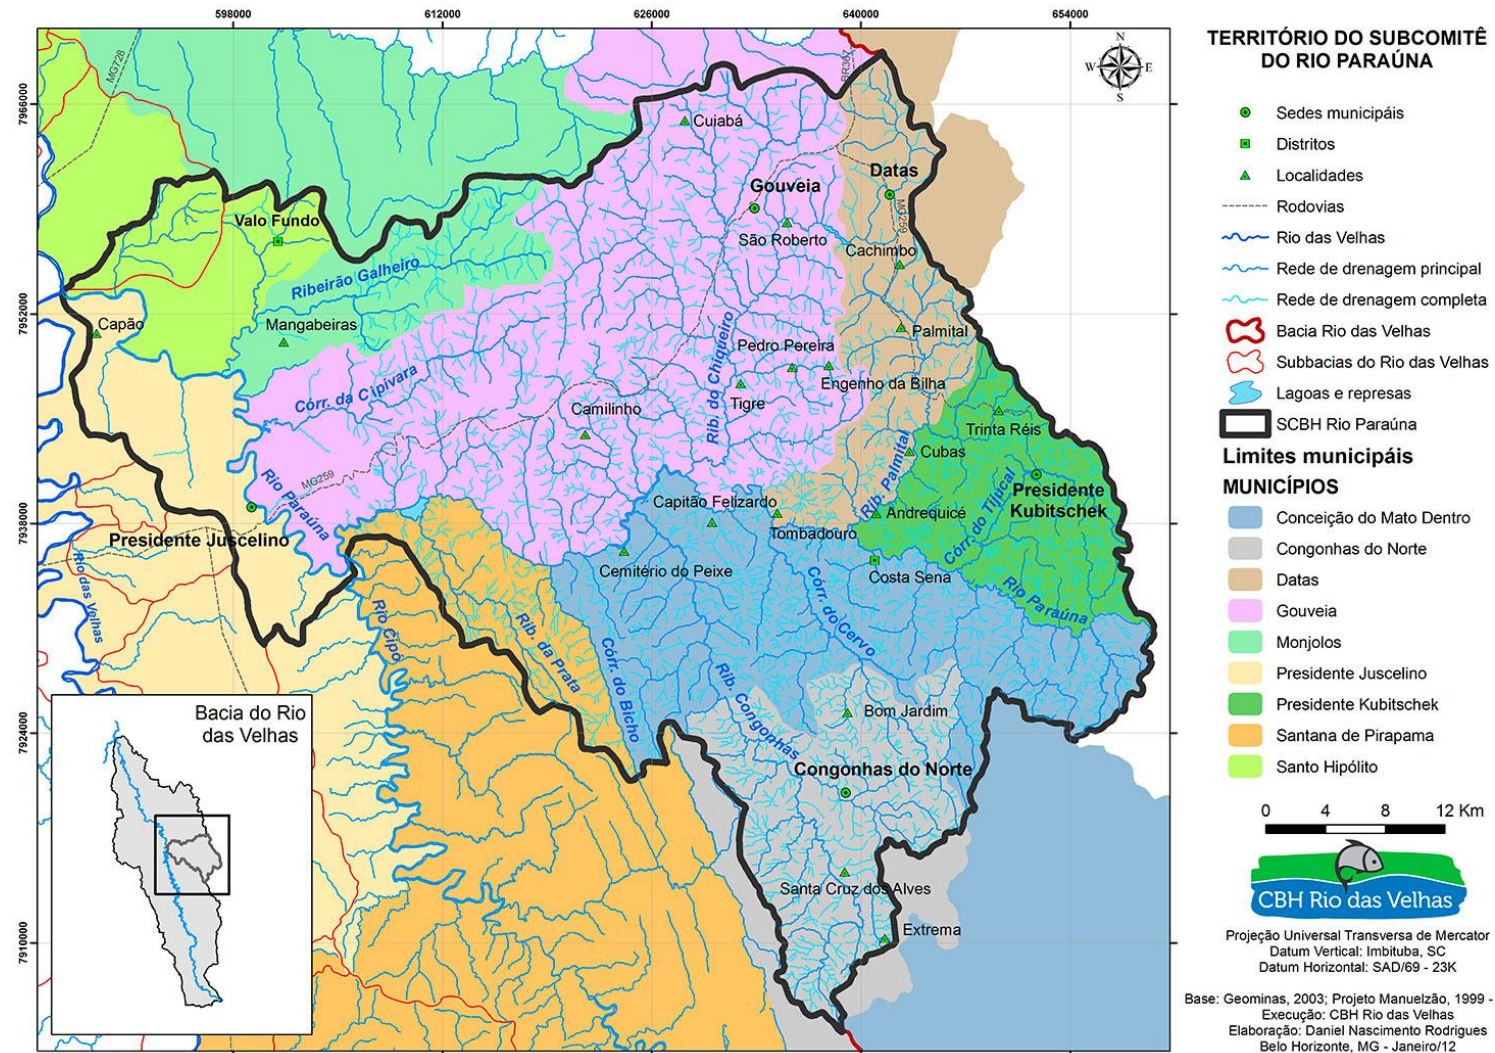 598000
612000
626000
640000
654000
7966000
7952000
7938000
7924000
7910000
MG728
BR367
N
W
E
S
Cuiabá
Datas
Gouveia
Valo Fundo
MG259
São Roberto
Cachimbo
Ribeirão Galheiro
Capão
Mangabeiras
Palmital
Pedro Pereira
Engenho da Bilha
Rib. do Chiqueiro
Tigre
Córr. da Cipivara
Camilinho
Trinta Réis
Cubas
Rib. Palmital
MG259
Presidente
Kubitschek
Córr. do Tijucal
Capitão Felizardo
Andrequicé
Rio Paraúna
Tombadouro
Presidente Juscelino
Cemitério do Peixe
Costa Sena
Rio das Velhas
Rio Cipó
Rib. da Prata
Córr. do Bicho
Córr. do Cervo
Rio Paraúna
Rib. Congonhas
Bom Jardim
Congonhas do Norte
Santa Cruz dos Alves
Extrema
Bacia do Rio
das Velhas
TERRITÓRIO DO SUBCOMITÊ
DO RIO PARAÚNA
Sedes municipáis
Distritos
Localidades
Rodovias
Rio das Velhas
Rede de drenagem principal
Rede de drenagem completa
Bacia Rio das Velhas
Subbacias do Rio das Velhas
Lagoas e represas
SCBH Rio Paraúna
Limites municipáis
MUNICÍPIOS
Conceição do Mato Dentro
Congonhas do Norte
Datas
Gouveia
Monjolos
Presidente Juscelino
Presidente Kubitschek
Santana de Pirapama
Santo Hipólito
0 4 8 12 Km
CBH Rio das Velhas
Projeção Universal Transversa de Mercator
Datum Vertical: Imbituba, SC
Datum Horizontal: SAD/69 - 23K
Base: Geominas, 2003; Projeto Manuelzão, 1999 -
Execução: CBH Rio das Velhas
Elaboração: Daniel Nascimento Rodrigues
Belo Horizonte, MG - Janeiro/12